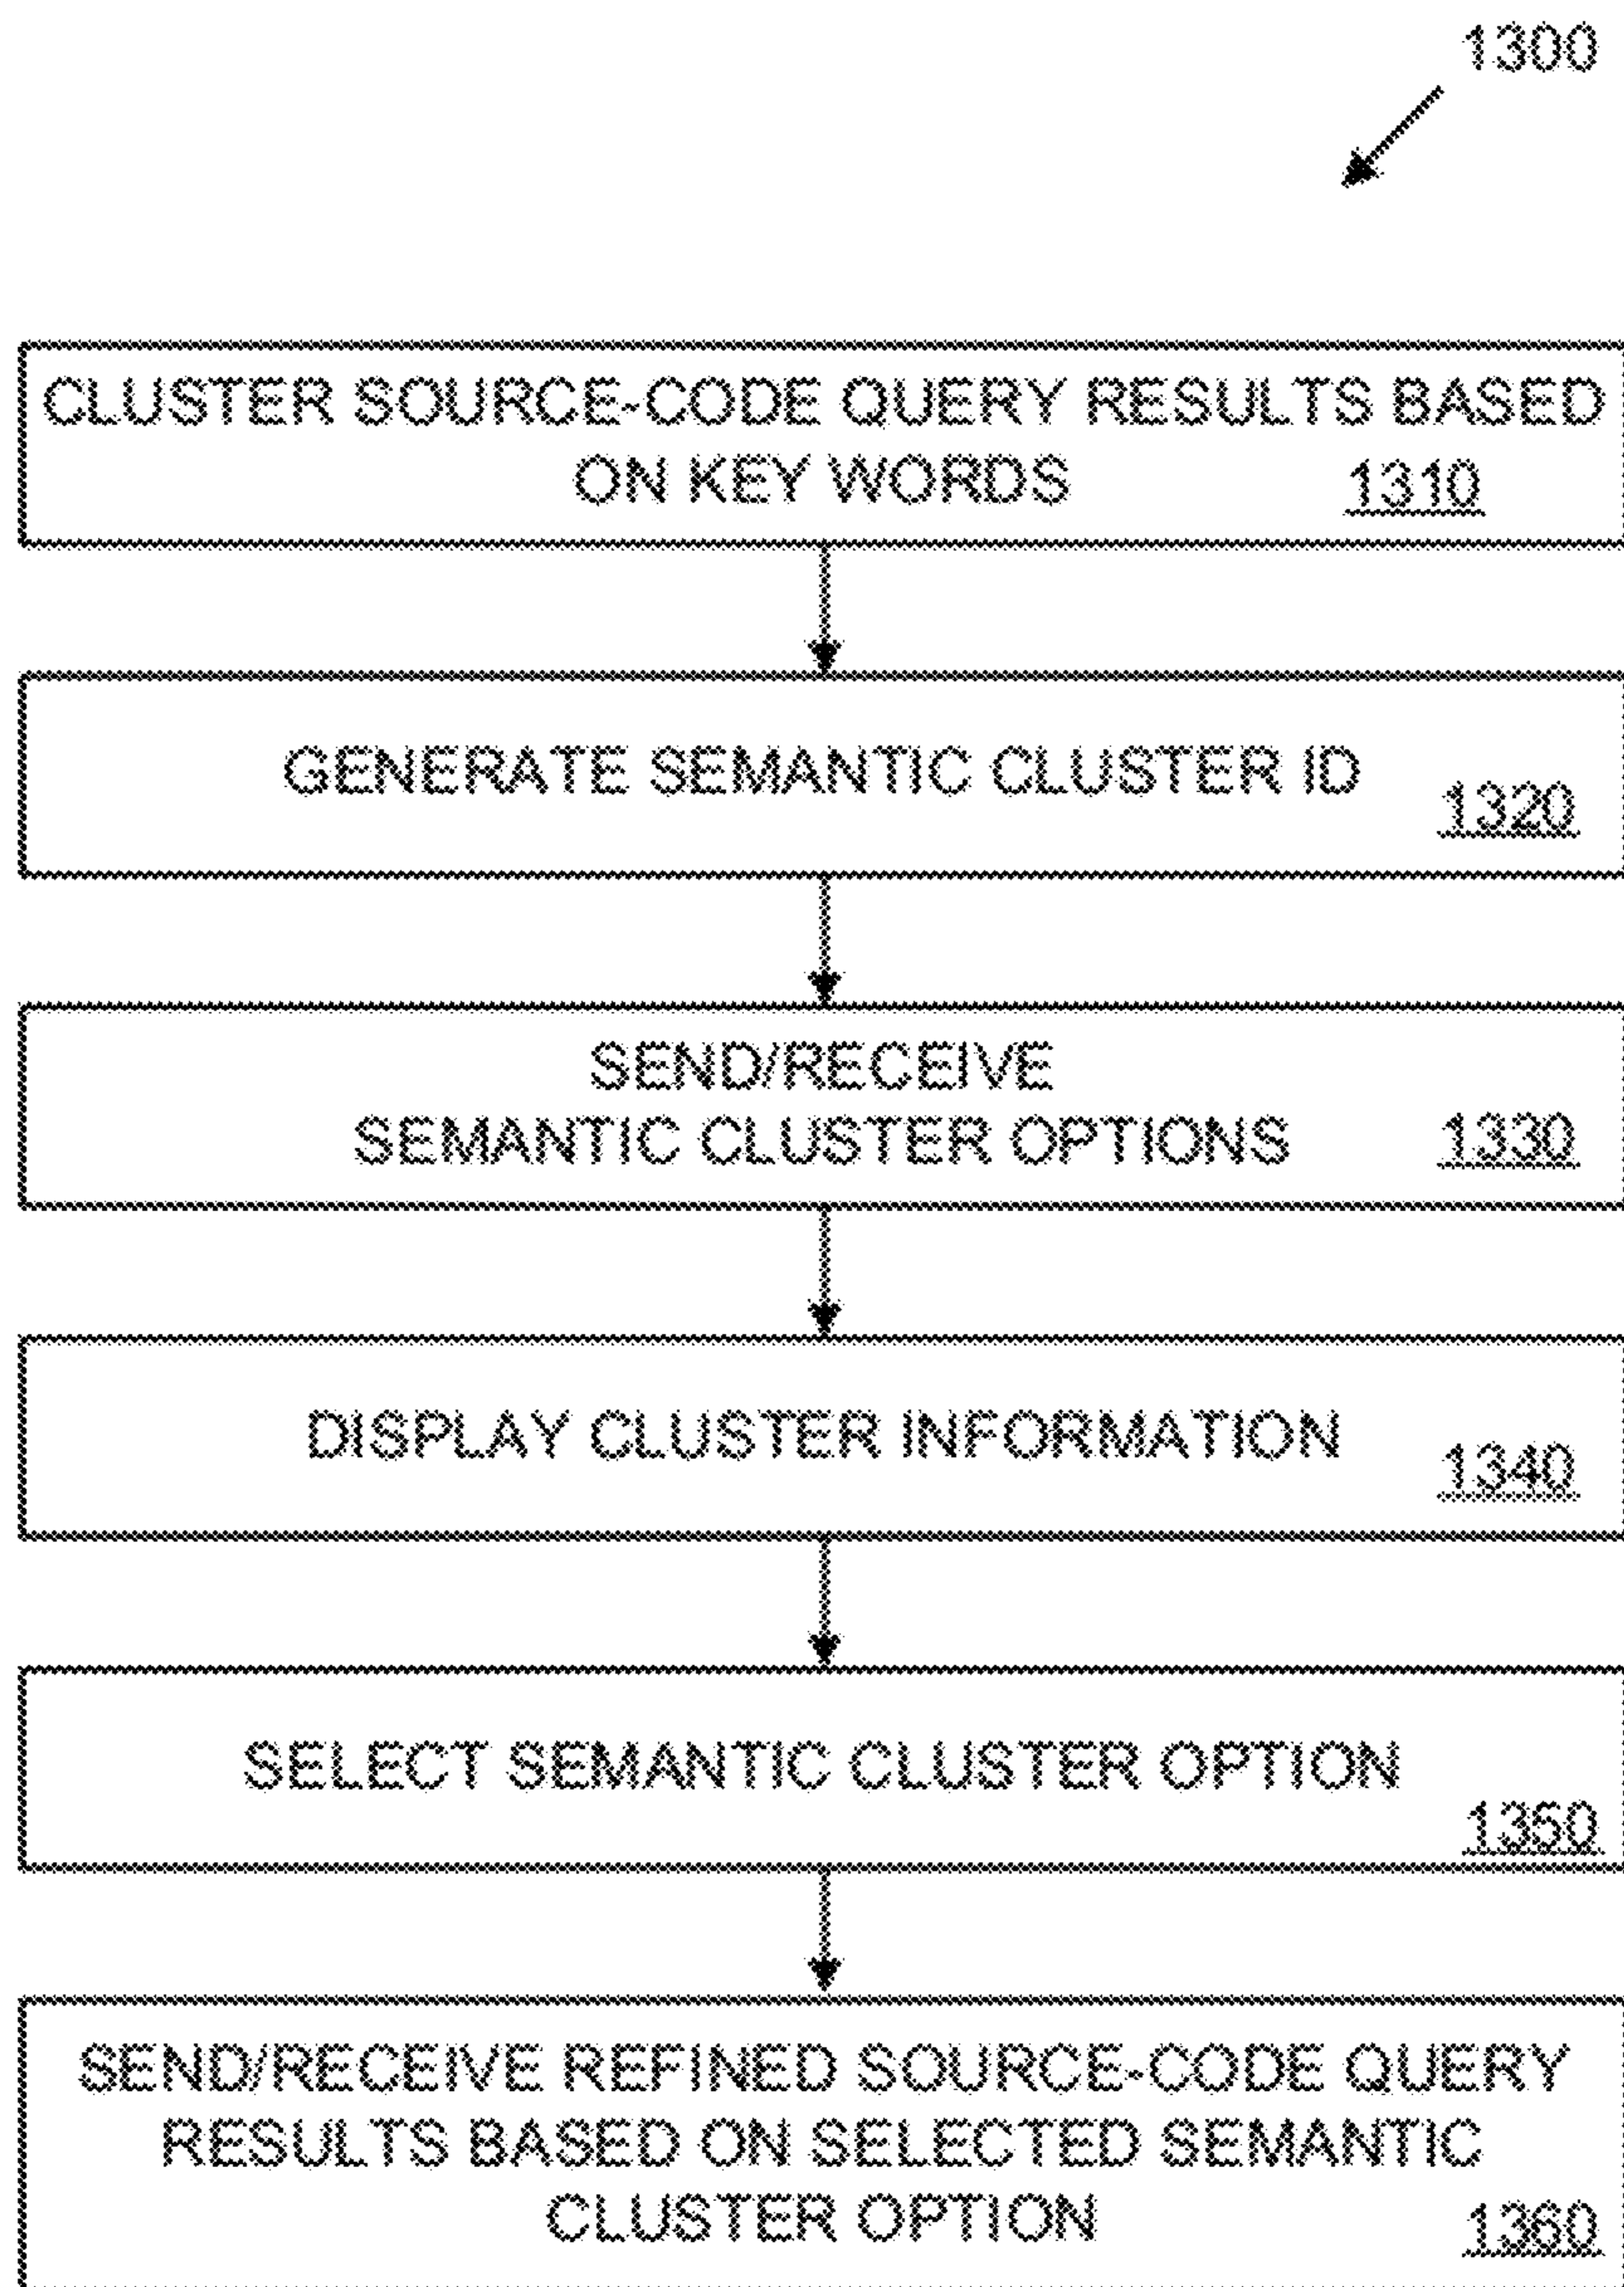 1300
CLUSTER SOURCE-CODE QUERY RESULTS BASED
ON KEY WORDS 1310
GENERATE SEMANTIC CLUSTER ID
1320
SEND/RECEIVE
SEMANTIC CLUSTER OPTIONS 1330
DISPLAY CLUSTER INFORMATION
1340
SELECT SEMANTIC CLUSTER OPTION
1350
SEND/RECEIVE REFINED SOURCE-CODE QUERY
RESULTS BASED ON SELECTED SEMANTIC
CLUSTER OPTION 1360